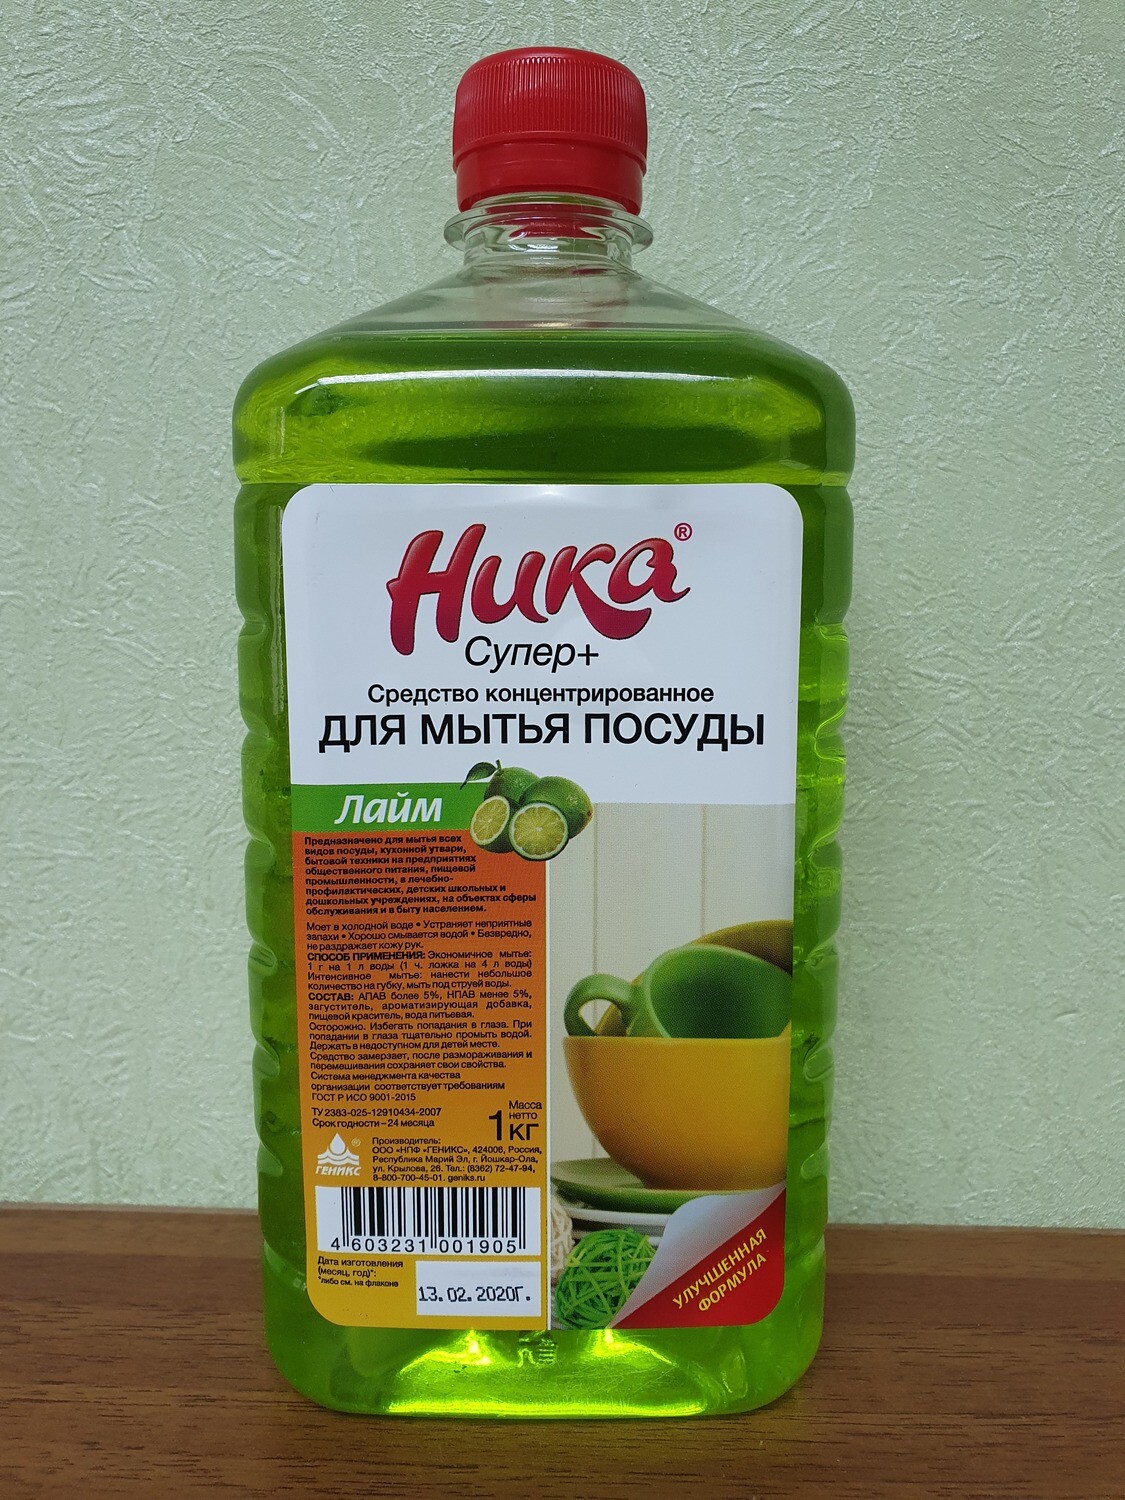 Ника®
Супер+
Средство концентрированное
ДЛЯ МЫТЬЯ ПОСУДЫ
Лайм
Предназначено для мытья всех
видов посуды, кухонной утвари,
бытовой техники на предприятиях
общественного питания, пищевой
промышленности, в лечебно-
профилактических, детских школьных и
дошкольных учреждениях, на объектах сферы
обслуживания и в быту населением.
Моет в холодной воде • Устраняет неприятные
запахи • Хорошо смывается водой • Безвредно,
не раздражает кожу рук.
СПОСОБ ПРИМЕНЕНИЯ: Экономичное мытье:
1 г на 1 л воды (1 ч. ложка на 4 л воды)
Интенсивное мытье: нанести небольшое
количество на губку, мыть под струей воды.
СОСТАВ: АПАВ более 5%, НПАВ менее 5%,
загуститель, ароматизирующая добавка,
пищевой краситель, вода питьевая.
Осторожно. Избегать попадания в глаза. При
попадании в глаза тщательно промыть водой.
Держать в недоступном для детей месте.
Средство замерзает, после размораживания и
перемешивания сохраняет свои свойства.
Система менеджмента качества
организации соответствует требованиям
ГОСТ Р ИСО 9001-2015
ТУ 2383-025-12910434-2007
Срок годности – 24 месяца
Масса
нетто
1 кг
ГЕНИКС®
Производитель:
ООО «НПФ «ГЕНИКС», 424006, Россия,
Республика Марий Эл, г. Йошкар-Ола,
ул. Крылова, 26. Тел.: (8362) 72-47-94,
8-800-700-45-01. geniks.ru
4 603231 001905
Дата изготовления
(месяц, год)*:
*либо см. на флаконе
13.02.2020Г.
УЛУЧШЕННАЯ
ФОРМУЛА